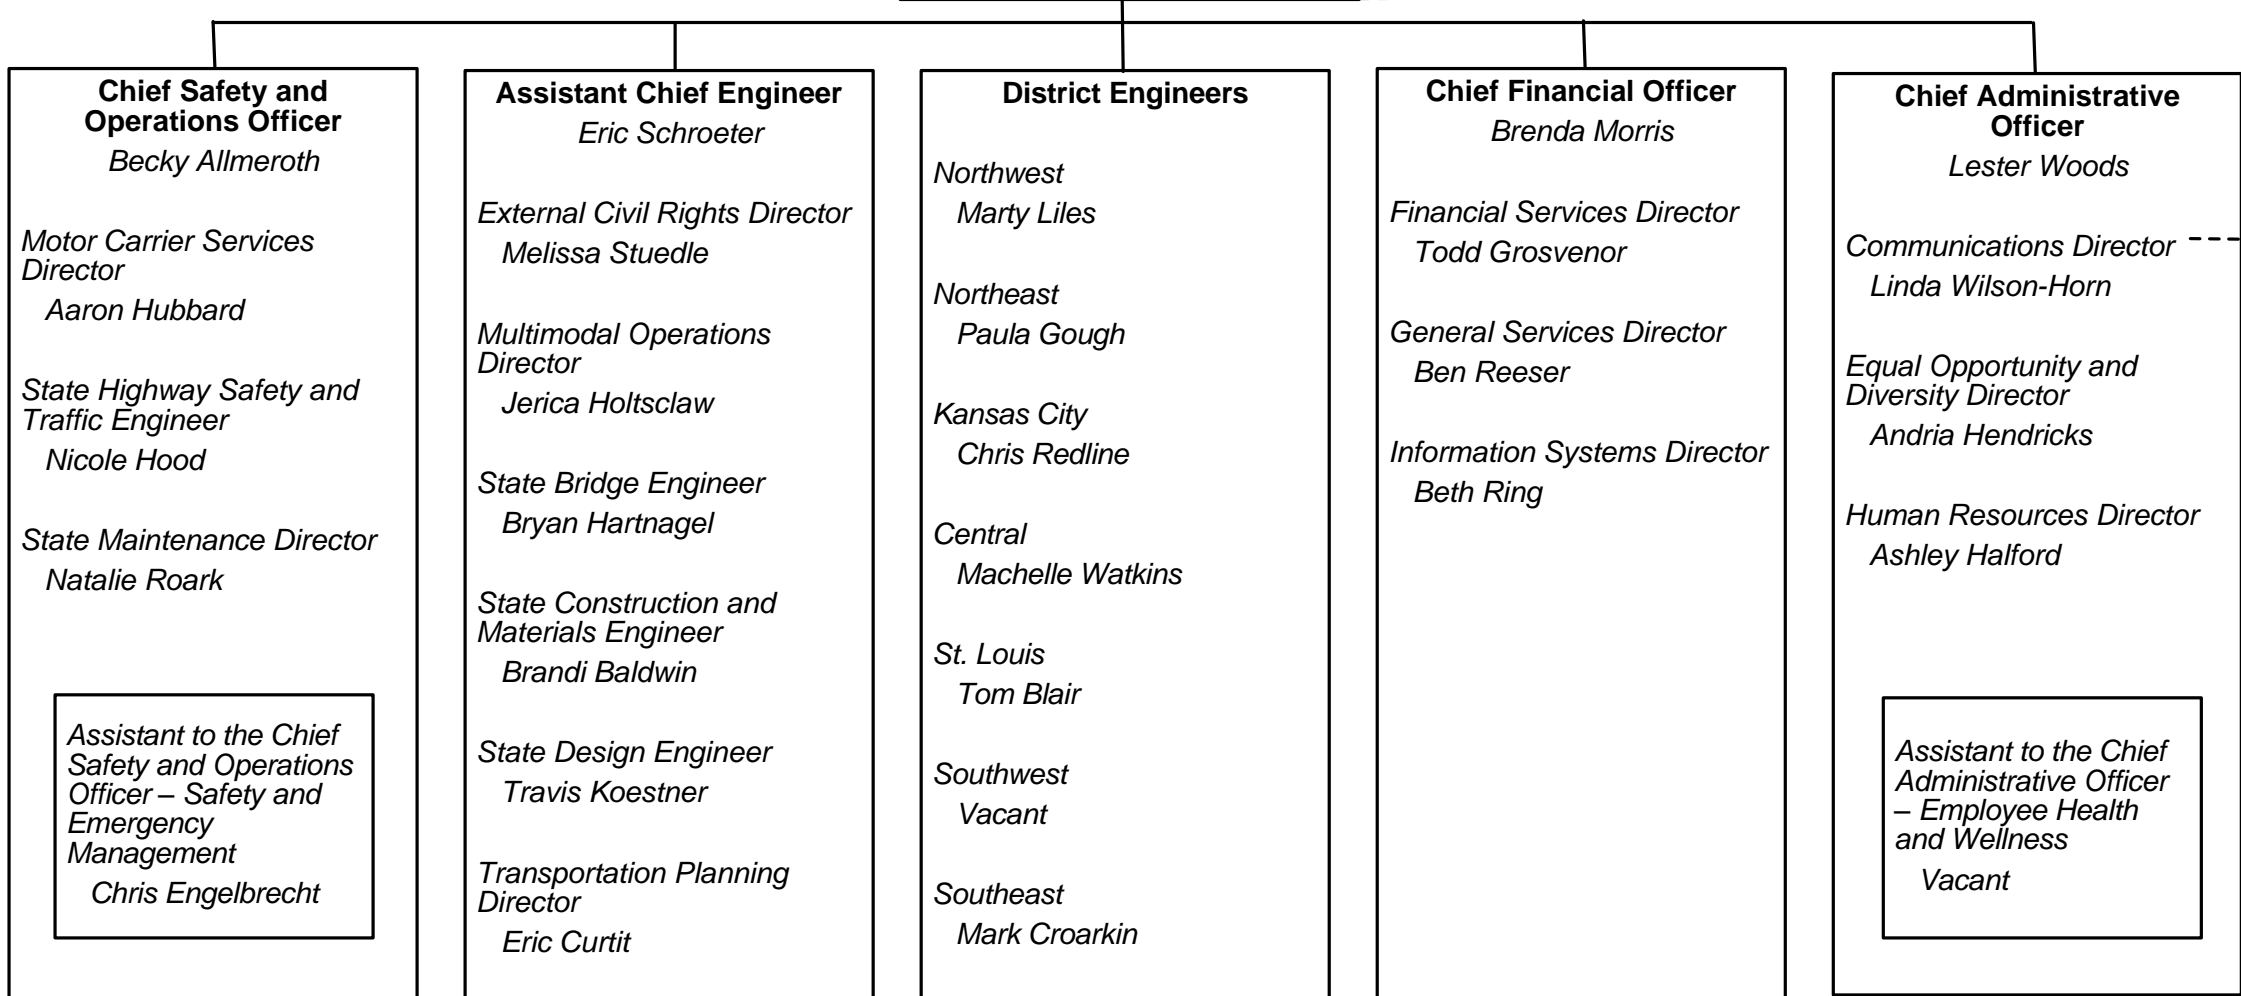 Chief Safety and
Operations Officer
Becky Allmeroth
Motor Carrier Services
Director
Aaron Hubbard
State Highway Safety and
Traffic Engineer
Nicole Hood
State Maintenance Director
Natalie Roark
Assistant to the Chief
Safety and Operations
Officer – Safety and
Emergency
Management
Chris Engelbrecht
Assistant Chief Engineer
Eric Schroeter
External Civil Rights Director
Melissa Stuedle
Multimodal Operations
Director
Jerica Holtsclaw
State Bridge Engineer
Bryan Hartnagel
State Construction and
Materials Engineer
Brandi Baldwin
State Design Engineer
Travis Koestner
Transportation Planning
Director
Eric Curtit
District Engineers
Northwest
Marty Liles
Northeast
Paula Gough
Kansas City
Chris Redline
Central
Machelle Watkins
St. Louis
Tom Blair
Southwest
Vacant
Southeast
Mark Croarkin
Chief Financial Officer
Brenda Morris
Financial Services Director
Todd Grosvenor
General Services Director
Ben Reeser
Information Systems Director
Beth Ring
Chief Administrative
Officer
Lester Woods
Communications Director
Linda Wilson-Horn
Equal Opportunity and
Diversity Director
Andria Hendricks
Human Resources Director
Ashley Halford
Assistant to the Chief
Administrative Officer
– Employee Health
and Wellness
Vacant